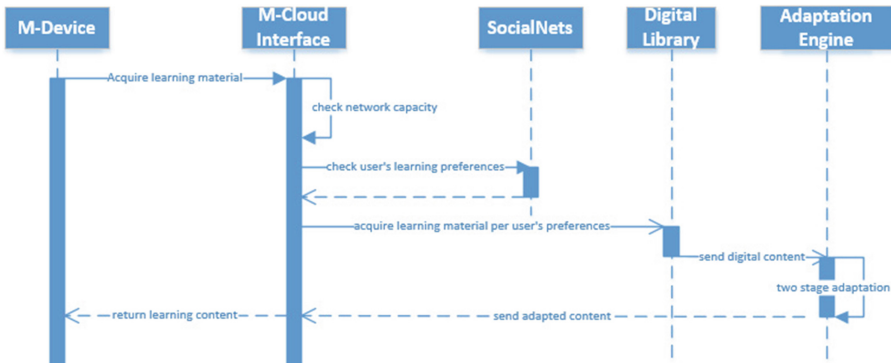 M-Device
M-Cloud
Interface
SocialNets
Digital
Library
Adaptation
Engine
Acquire learning material
check network capacity
check user's learning preferences
acquire learning material per user's preferences
send digital content
two stage adaptation
return learning content
send adapted content